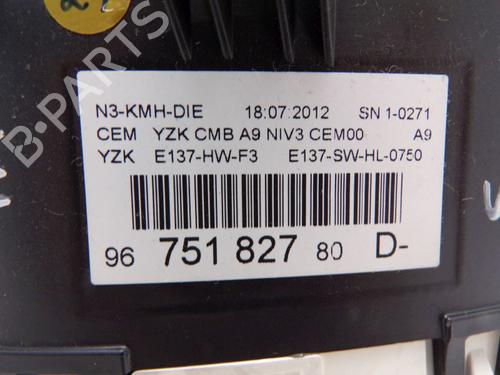 N3-KMH-DIE 18:07:2012 SN 1-0271
CEM YZK CMB A9 NIV3 CEM00 A9
YZK E137-HW-F3 E137-SW-HL-0750
96 751 827 80 D-